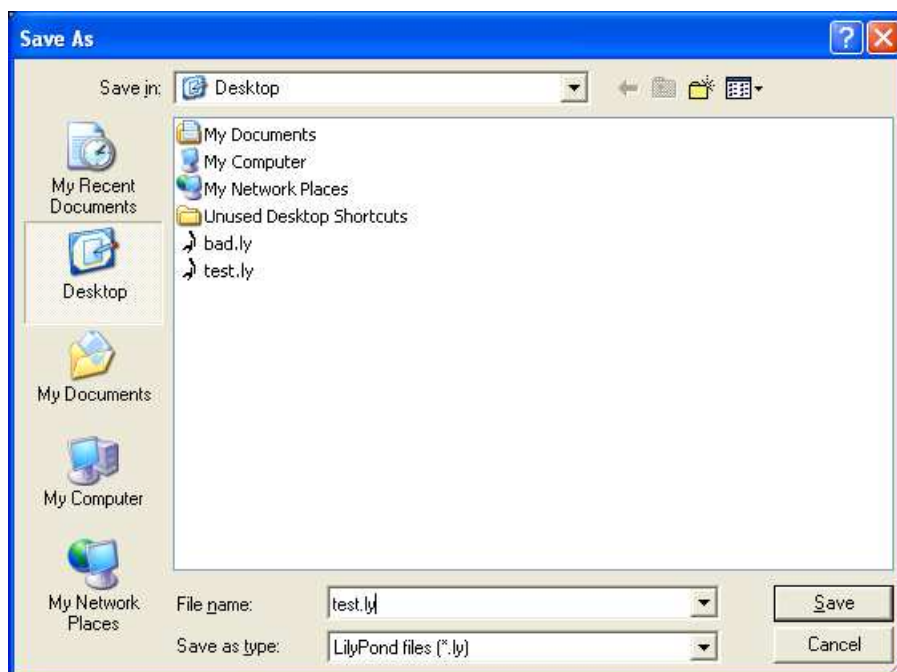 Save As
Save in:
Desktop
My Recent
Documents
Desktop
My Documents
My Computer
My Network
Places
My Documents
My Computer
My Network Places
Unused Desktop Shortcuts
bad.ly
test.ly
File name:
test.ly
Save
Save as type:
LilyPond files (*.ly)
Cancel